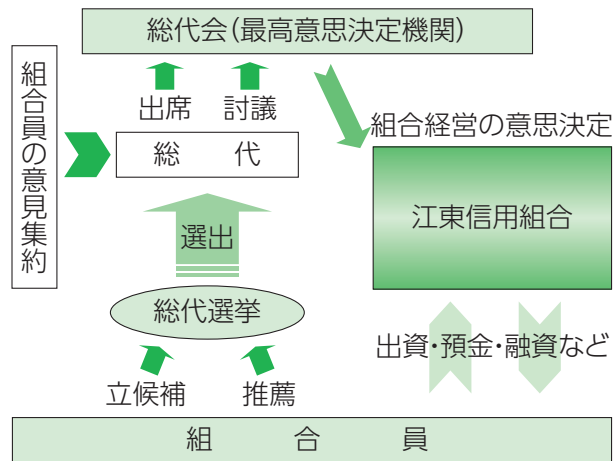 総代会(最高意思決定機関)
組合員の意見集約
出席 討議
総代
組合経営の意思決定
江東信用組合
選出
総代選挙
出資・預金・融資など
立候補 推薦
組合員